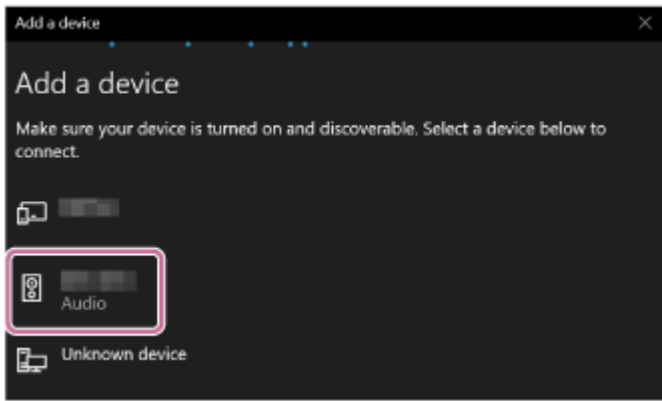 Add a device
Add a device
Make sure your device is turned on and discoverable. Select a device below to
connect.
Audio
Unknown device